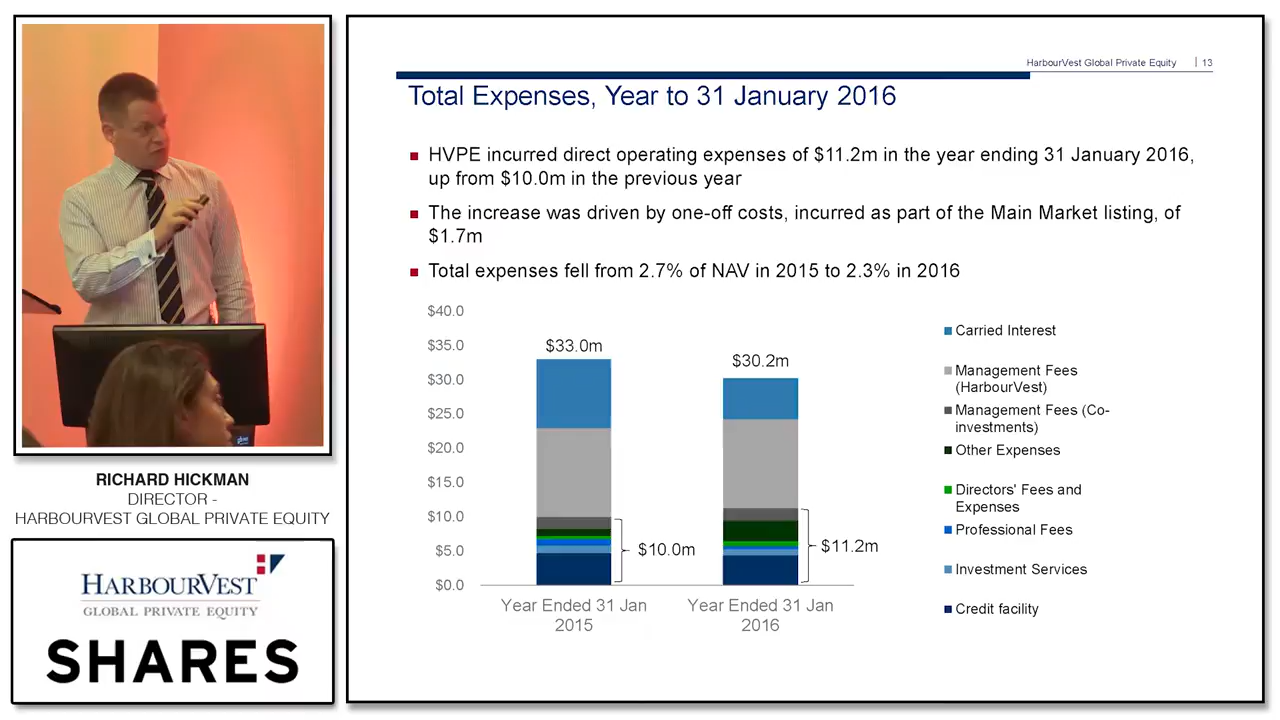 RICHARD HICKMAN
DIRECTOR -
HARBOURVEST GLOBAL PRIVATE EQUITY
HARBOURVEST
GLOBAL PRIVATE EQUITY
SHARES
HarbourVest Global Private Equity | 13
Total Expenses, Year to 31 January 2016
HVPE incurred direct operating expenses of $11.2m in the year ending 31 January 2016,
up from $10.0m in the previous year
The increase was driven by one-off costs, incurred as part of the Main Market listing, of
$1.7m
Total expenses fell from 2.7% of NAV in 2015 to 2.3% in 2016
$40.0
$35.0
$30.0
$25.0
$20.0
$15.0
$10.0
$5.0
$0.0
$33.0m
$30.2m
$10.0m
$11.2m
Year Ended 31 Jan
2015
Year Ended 31 Jan
2016
Carried Interest
Management Fees
(HarbourVest)
Management Fees (Co-
investments)
Other Expenses
Directors' Fees and
Expenses
Professional Fees
Investment Services
Credit facility